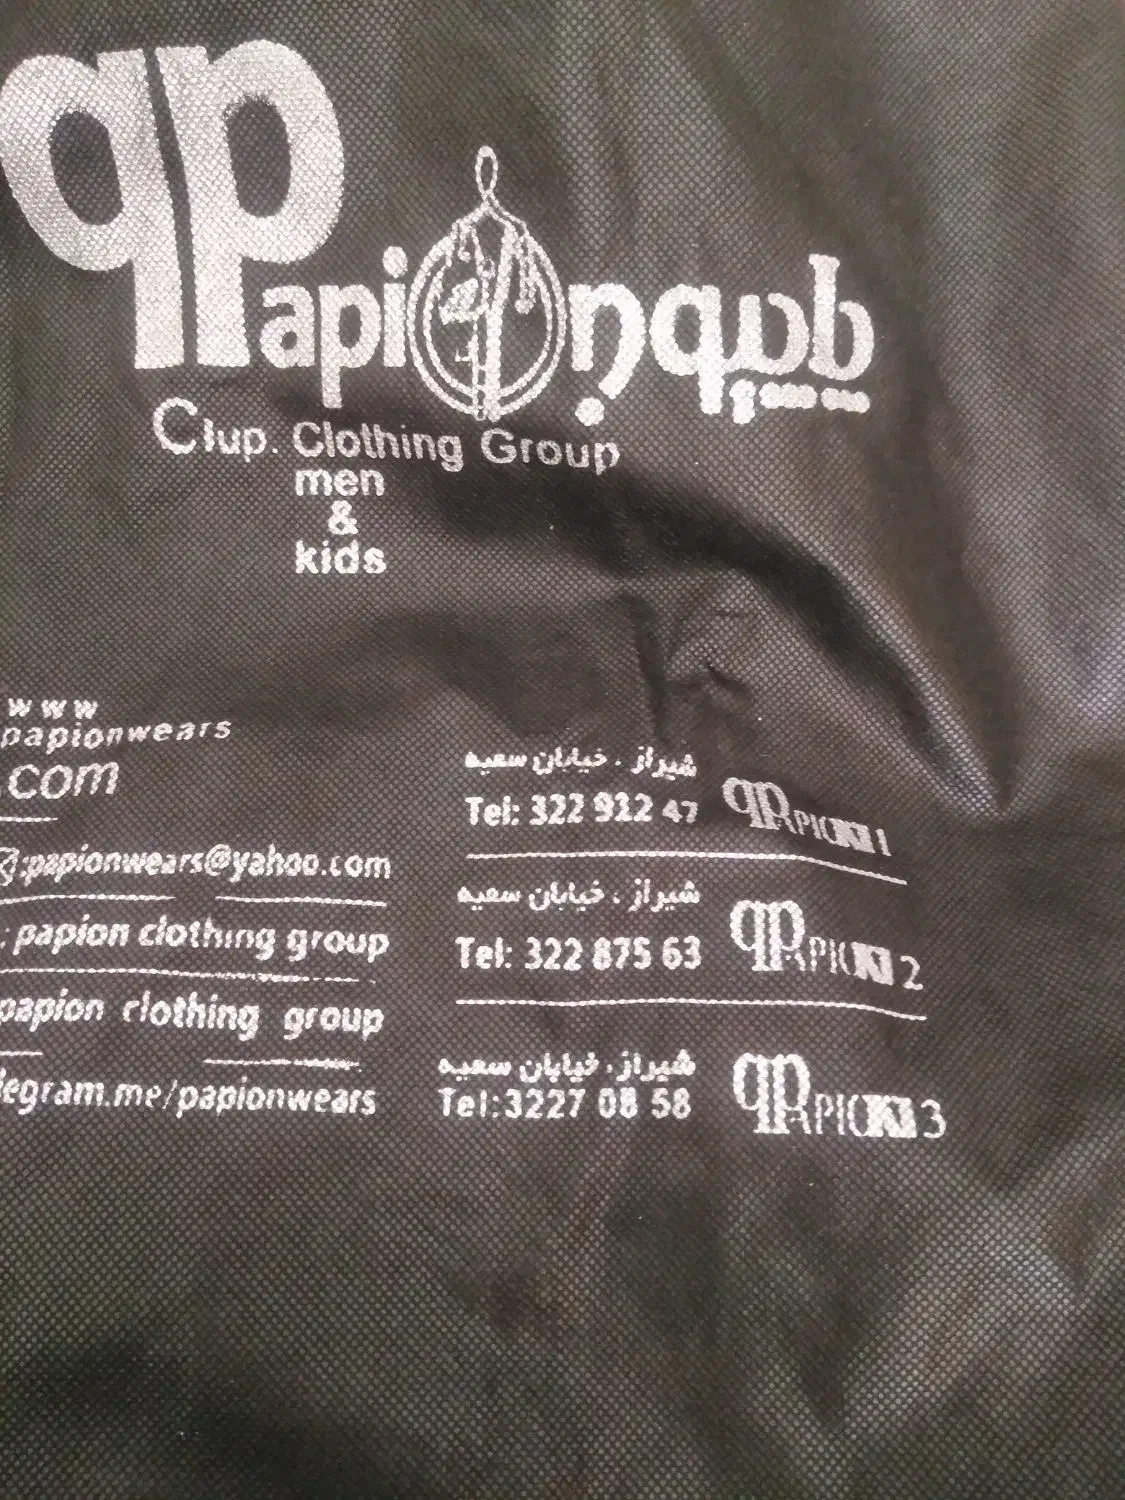 Papion
Clup. Clothing Group
men
&
kids
www
papionwears
.com
:papionwears@yahoo.com
: papion clothing group
papion clothing group
legram.me/papionwears
شیراز . خیابان سعیه
Tel: 322 912 47
PAPION 1
شیراز . خیابان سعیه
Tel: 322 875 63
PAPION 2
شیراز . خیابان سعیه
Tel:3227 08 58
PAPION 3